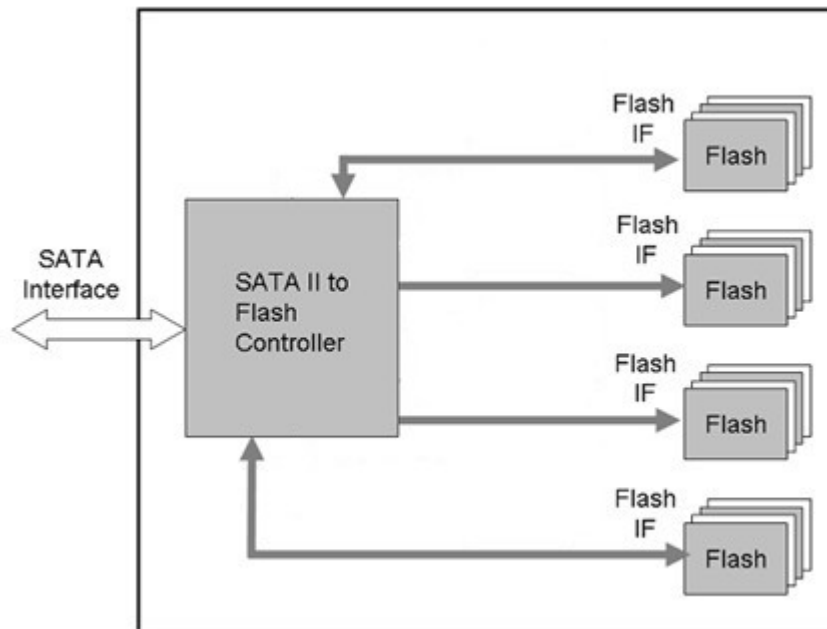 Flash
IF
Flash
SATA
Interface
SATA II to
Flash
Controller
Flash
IF
Flash
Flash
IF
Flash
Flash
IF
Flash